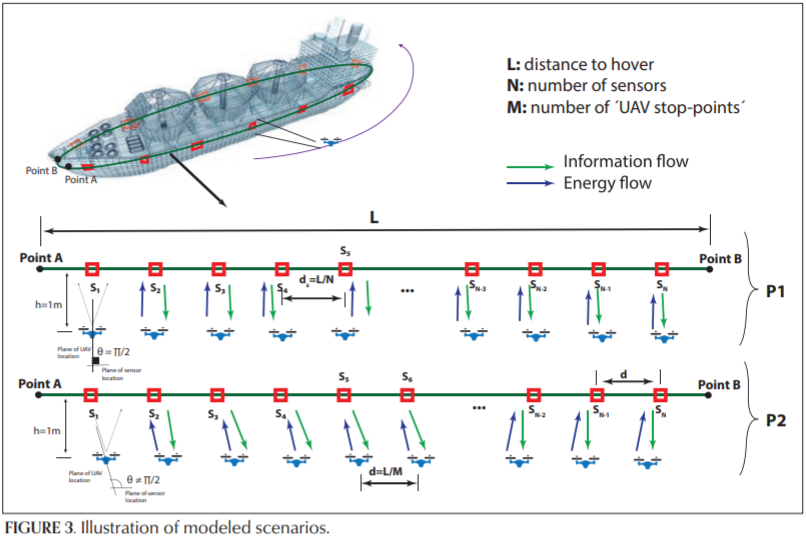 L: distance to hover
N: number of sensors
M: number of ´UAV stop-points´
Information flow
Energy flow
Point B
Point A
L
Point A
S5
Point B
S1
S2
S3
S4
ds=L/N
...
SN-3
SN-2
SN-1
SN
P1
h=1m
Plane of UAV
location
θ = π/2
Plane of sensor
location
Point A
S5
S6
d
Point B
S1
S2
S3
S4
...
SN-2
SN-1
SN
P2
h=1m
d=L/M
Plane of UAV
location
θ ≠ π/2
Plane of sensor
location
FIGURE 3. Illustration of modeled scenarios.